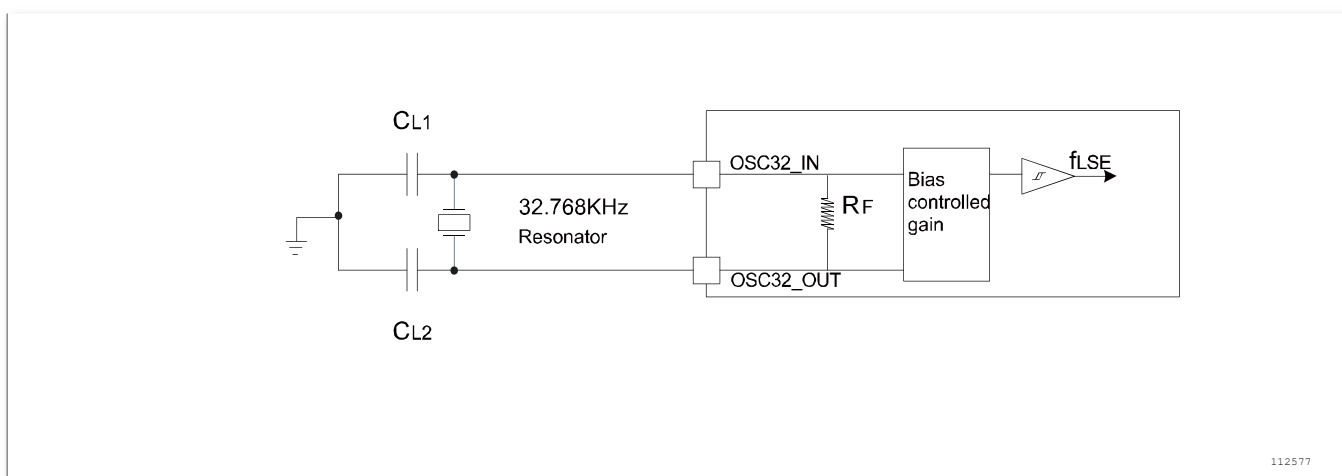 CL1
OSC32_IN
fLSE
Bias
controlled
gain
RF
32.768KHz
Resonator
OSC32_OUT
CL2
112577